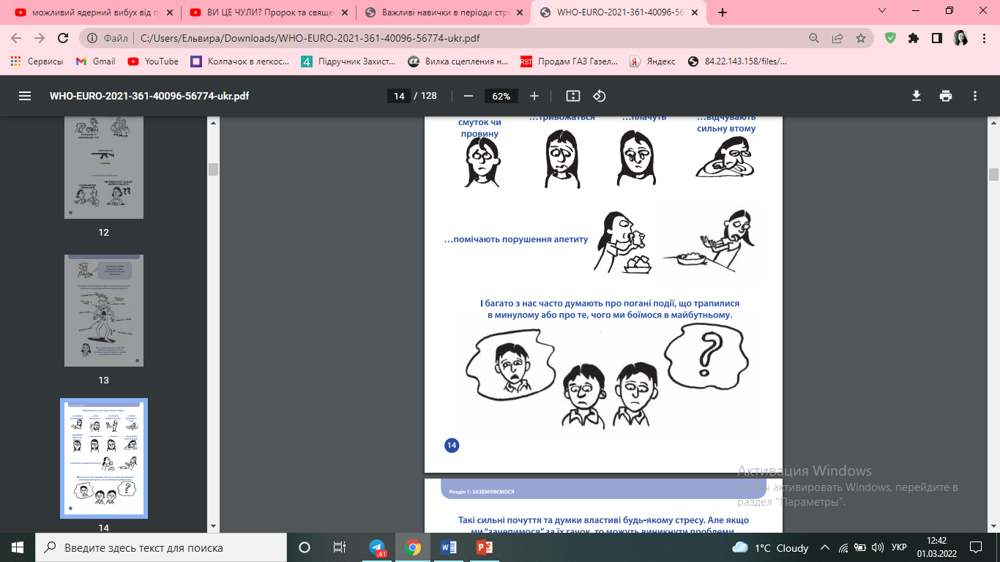 можливий ядерний вибух від п
ВИ ЦЕ ЧУЛИ? Пророк та свяще
Важливі навички в періоди стре
WHO-EURO-2021-361-40096-56
Файл | C:/Users/Ельвира/Downloads/WHO-EURO-2021-361-40096-56774-ukr.pdf
Сервисы
Gmail
YouTube
Колпачок в легкос...
Підручник Захист...
Вилка сцепления н...
RST Продам ГАЗ Газел...
Яндекс
84.22.143.158/files/...
WHO-EURO-2021-361-40096-56774-ukr.pdf
14 / 128
62%
12
13
14
смуток чи
провину
...тривожаться
...плачуть
...відчувають
сильну втому
...помічають порушення апетиту
І багато з нас часто думають про погані події, що трапилися
в минулому або про те, чого ми боїмося в майбутньому.
14
Розділ 1: ЗАЗЕМЛЯЄМОСЯ
Такі сильні почуття та думки властиві будь-якому стресу. Але якщо
ми “зачепимося” за їх гачок, то можуть виникнути проблеми
Активация Windows
активировать Windows, перейдите в
раздел "Параметры".
Введите здесь текст для поиска
61
1°C Cloudy
УКР
12:42
01.03.2022